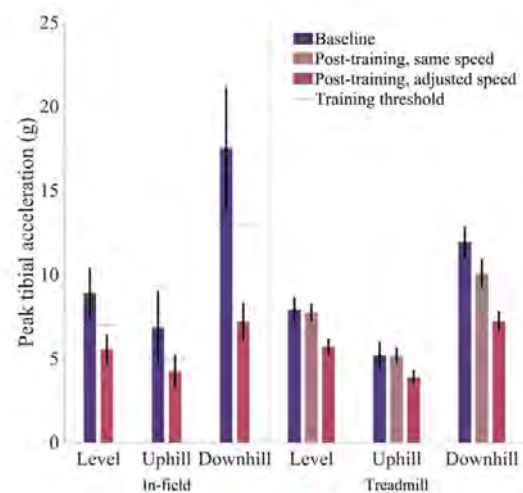 25
20
15
10
5
0
Peak tibial acceleration (g)
Baseline
Post-training, same speed
Post-training, adjusted speed
Training threshold
Level Uphill Downhill Level Uphill Downhill
In-field Treadmill